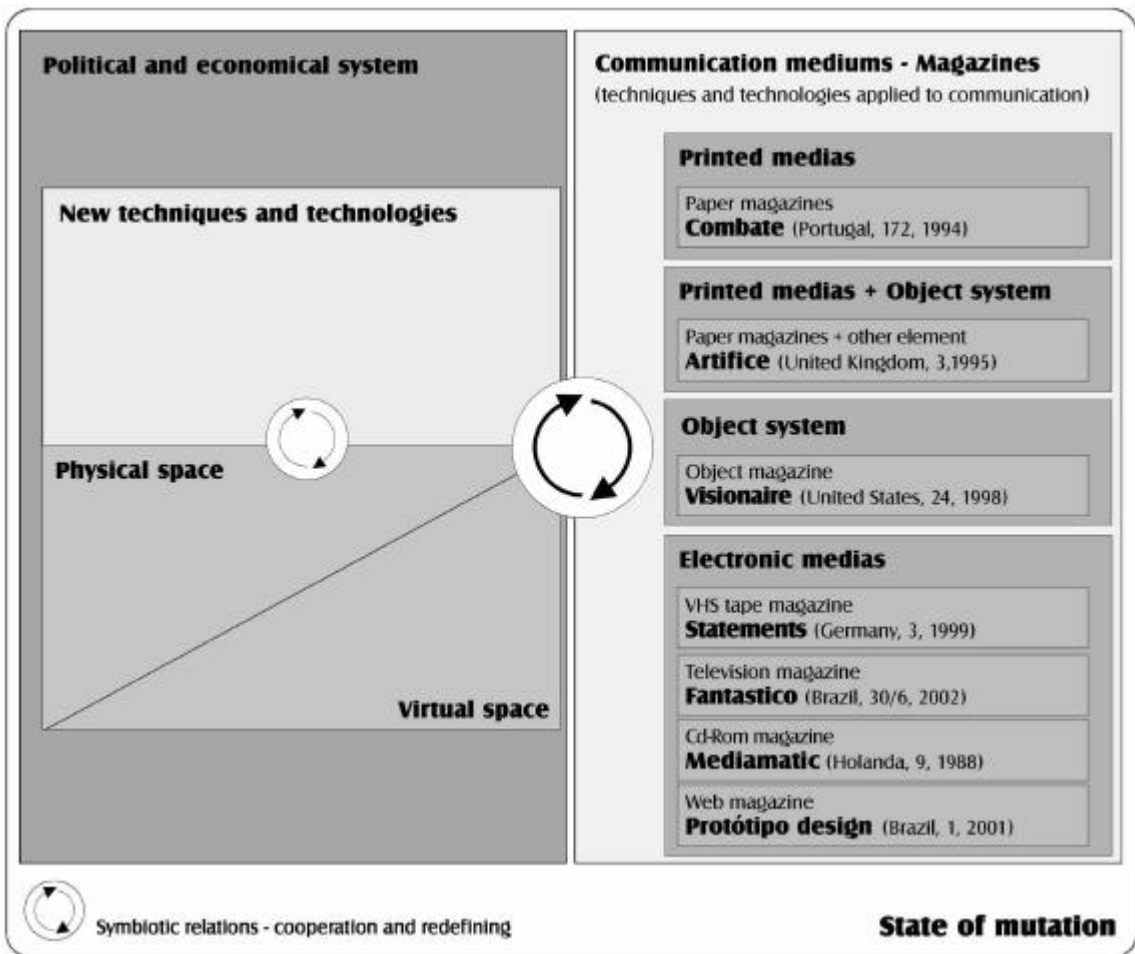 Political and economical system
New techniques and technologies
Physical space
Virtual space
Communication mediums - Magazines
(techniques and technologies applied to communication)
Printed medias
Paper magazines
Combate (Portugal, 172, 1994)
Printed medias + Object system
Paper magazines + other element
Artifice (United Kingdom, 3,1995)
Object system
Object magazine
Visionaire (United States, 24, 1998)
Electronic medias
VHS tape magazine
Statements (Germany, 3, 1999)
Television magazine
Fantastico (Brazil, 30/6, 2002)
Cd-Rom magazine
Mediamatic (Holanda, 9, 1988)
Web magazine
Protótipo design (Brazil, 1, 2001)
Symbiotic relations - cooperation and redefining
State of mutation